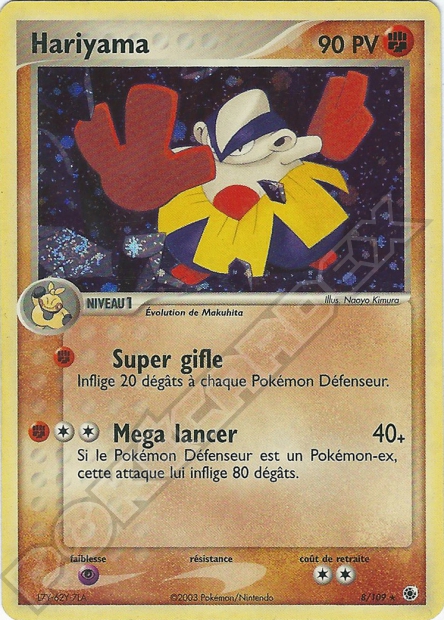 Hariyama 90 PV
NIVEAU 1
Illus. Naoyo Kimura
Évolution de Makuhita
Super gifle
Inflige 20 dégâts à chaque Pokémon Défenseur.
Mega lancer 40+
Si le Pokémon Défenseur est un Pokémon-ex,
cette attaque lui inflige 80 dégâts.
faiblesse résistance coût de retraite
©2003 Pokémon/Nintendo 8/109 ★